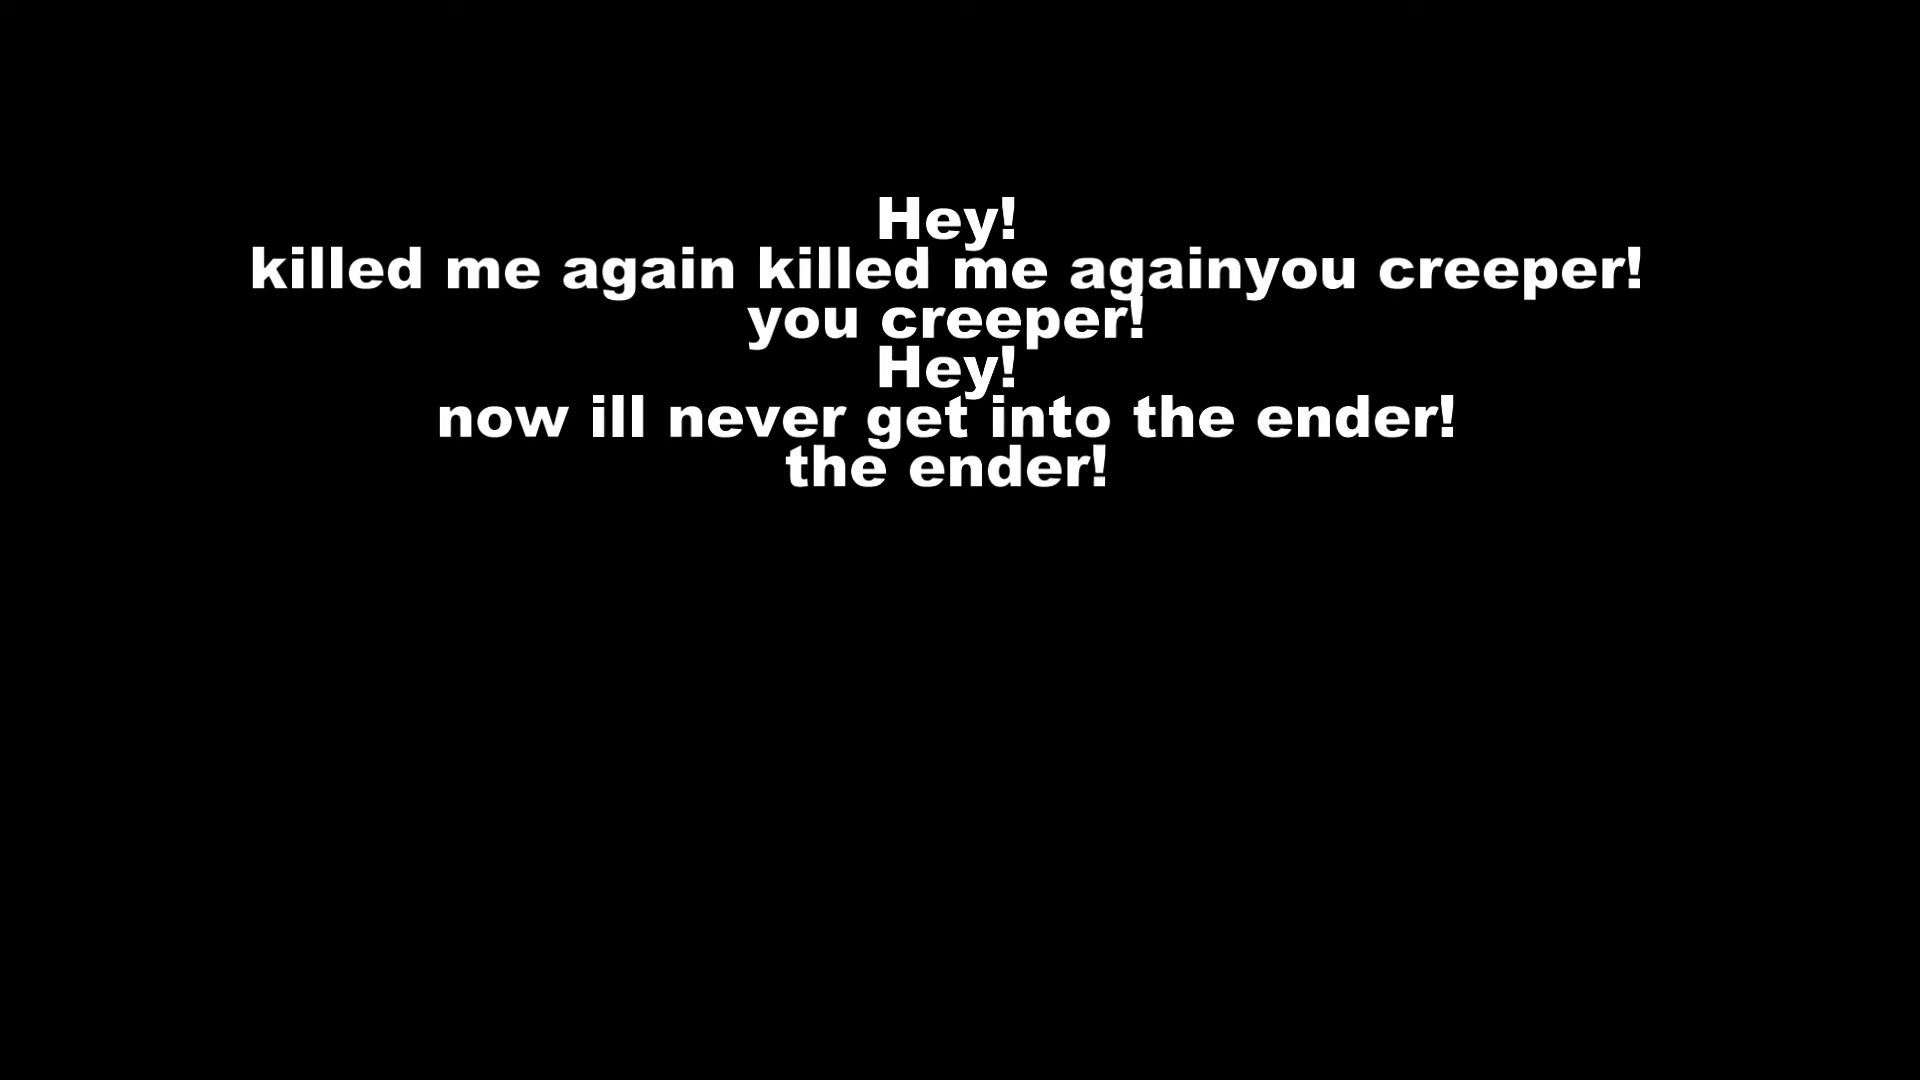 Hey!
killed me again killed me againyou creeper!
you creeper!
Hey!
now ill never get into the ender!
the ender!